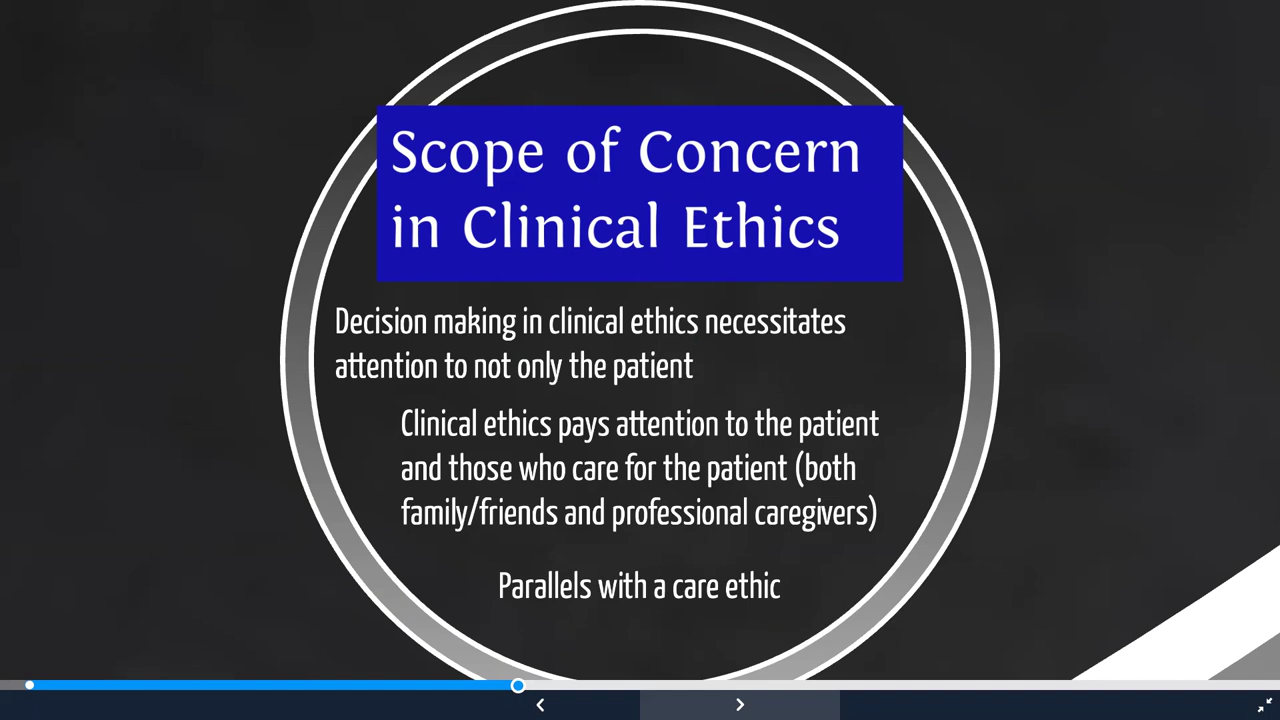 Scope of Concern
in Clinical Ethics
Decision making in clinical ethics necessitates
attention to not only the patient
Clinical ethics pays attention to the patient
and those who care for the patient (both
family/friends and professional caregivers)
Parallels with a care ethic